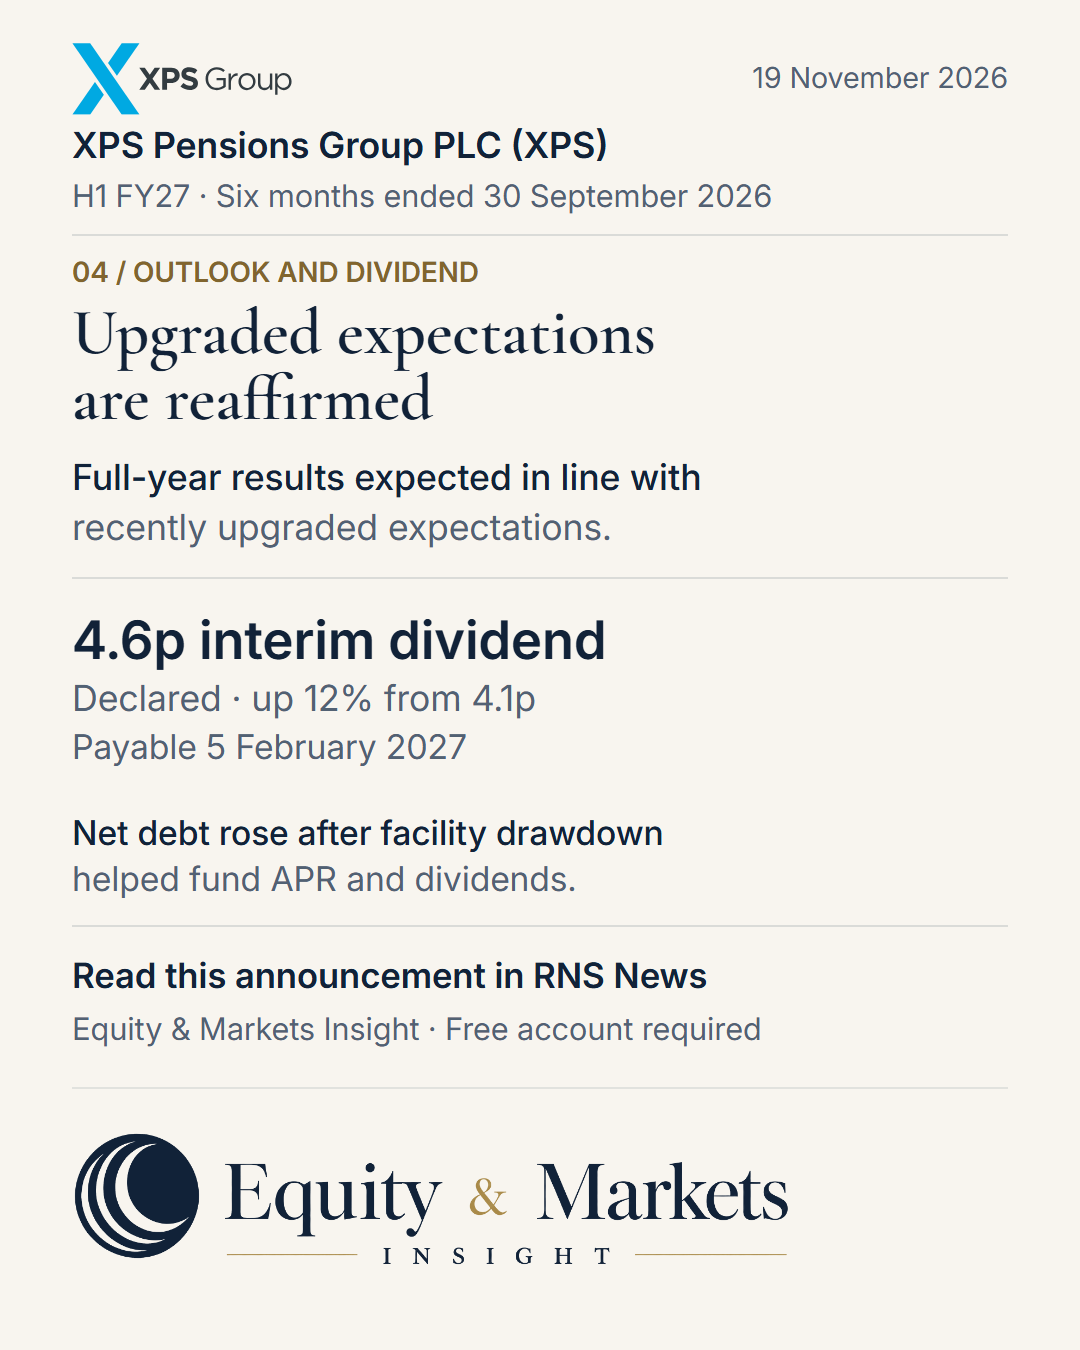 XPS Group
19 November 2026
XPS Pensions Group PLC (XPS)
H1 FY27 · Six months ended 30 September 2026
04 / OUTLOOK AND DIVIDEND
Upgraded expectations
are reaffirmed
Full-year results expected in line with
recently upgraded expectations.
4.6p interim dividend
Declared · up 12% from 4.1p
Payable 5 February 2027
Net debt rose after facility drawdown
helped fund APR and dividends.
Read this announcement in RNS News
Equity & Markets Insight · Free account required
Equity & Markets
INSIGHT